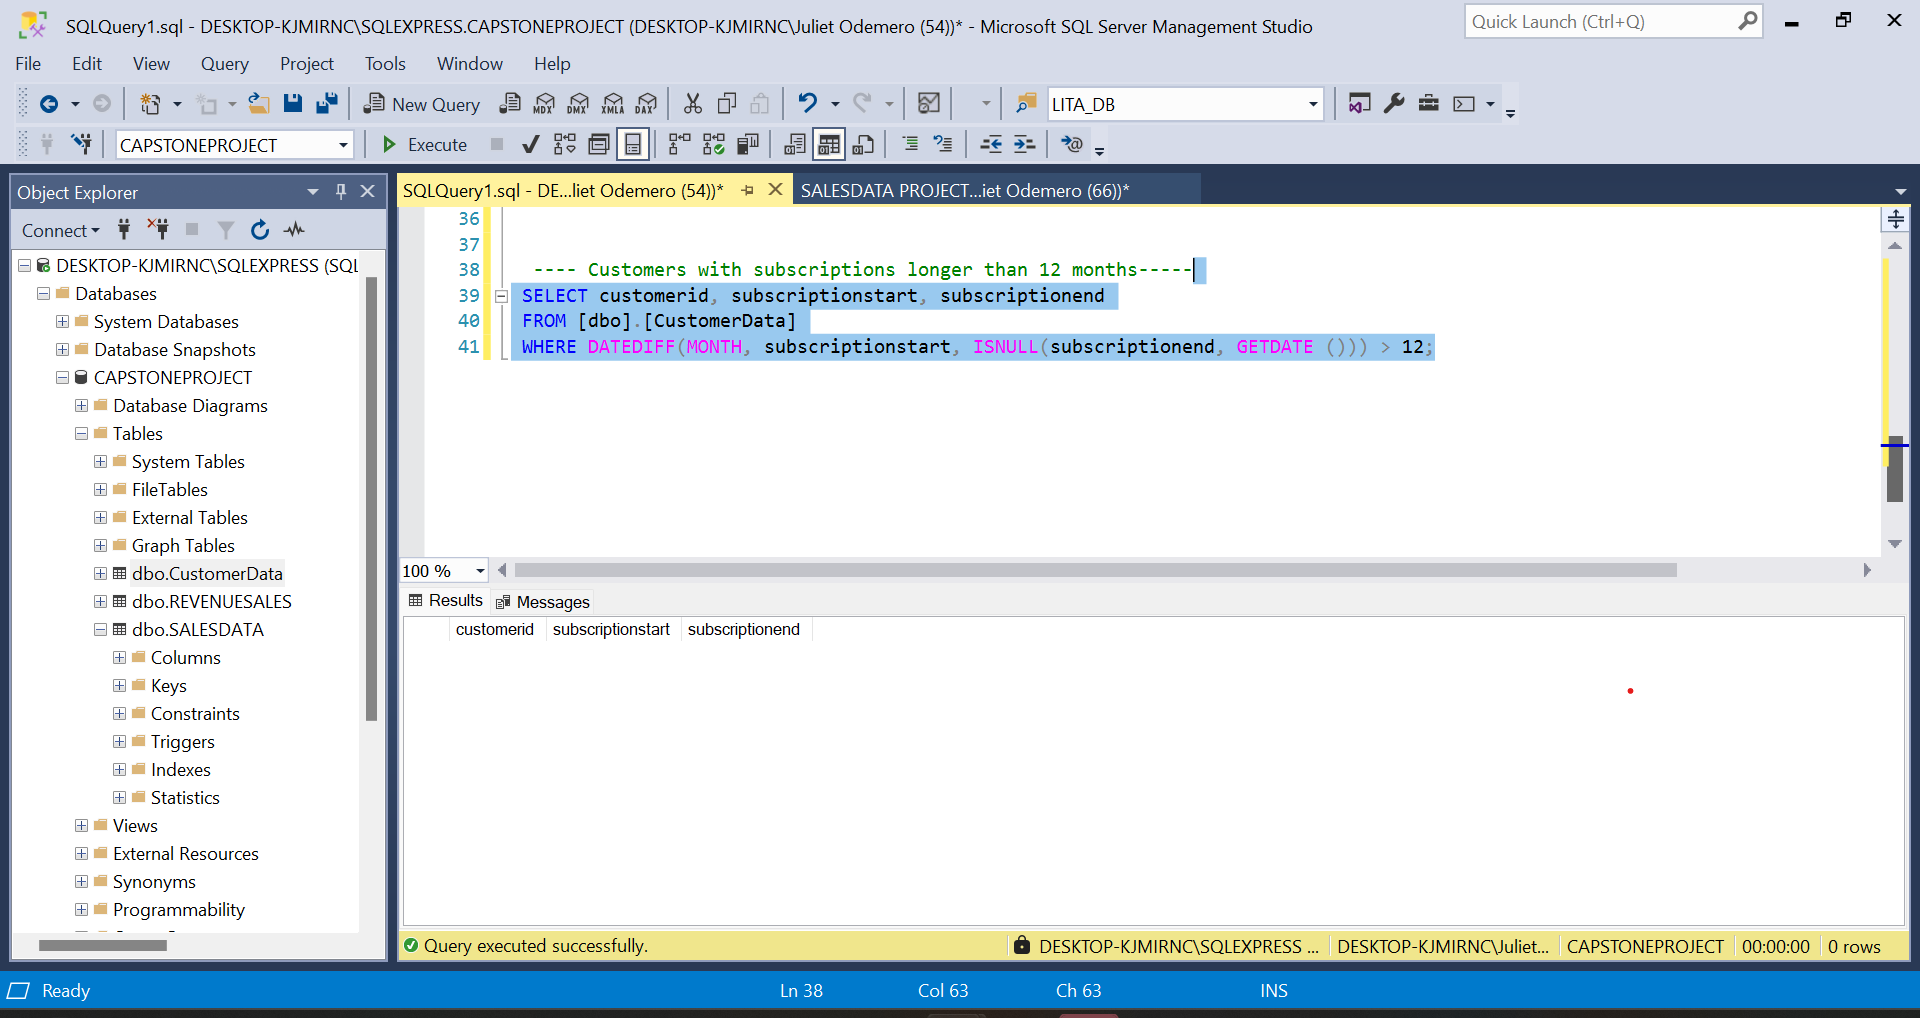 SQLQuery1.sql - DESKTOP-KJMIRNC\SQLEXPRESS.CAPSTONEPROJECT (DESKTOP-KJMIRNC\Juliet Odemero (54))* - Microsoft SQL Server Management Studio
Quick Launch (Ctrl+Q)
File Edit View Query Project Tools Window Help
New Query MDX DMX XMLA DAX LITA_DB
CAPSTONEPROJECT Execute
Object Explorer
SQLQuery1.sql - DE...liet Odemero (54))* SALESDATA PROJECT...iet Odemero (66))*
Connect
DESKTOP-KJMIRNC\SQLEXPRESS (SQL
Databases
System Databases
Database Snapshots
CAPSTONEPROJECT
Database Diagrams
Tables
System Tables
FileTables
External Tables
Graph Tables
dbo.CustomerData
dbo.REVENUESALES
dbo.SALESDATA
Columns
Keys
Constraints
Triggers
Indexes
Statistics
Views
External Resources
Synonyms
Programmability
36
37
38 ---- Customers with subscriptions longer than 12 months-----
39 SELECT customerid, subscriptionstart, subscriptionend
40 FROM [dbo].[CustomerData]
41 WHERE DATEDIFF(MONTH, subscriptionstart, ISNULL(subscriptionend, GETDATE ())) > 12;
100 %
Results Messages
customerid subscriptionstart subscriptionend
Query executed successfully. DESKTOP-KJMIRNC\SQLEXPRESS ... DESKTOP-KJMIRNC\Juliet... CAPSTONEPROJECT 00:00:00 0 rows
Ready Ln 38 Col 63 Ch 63 INS